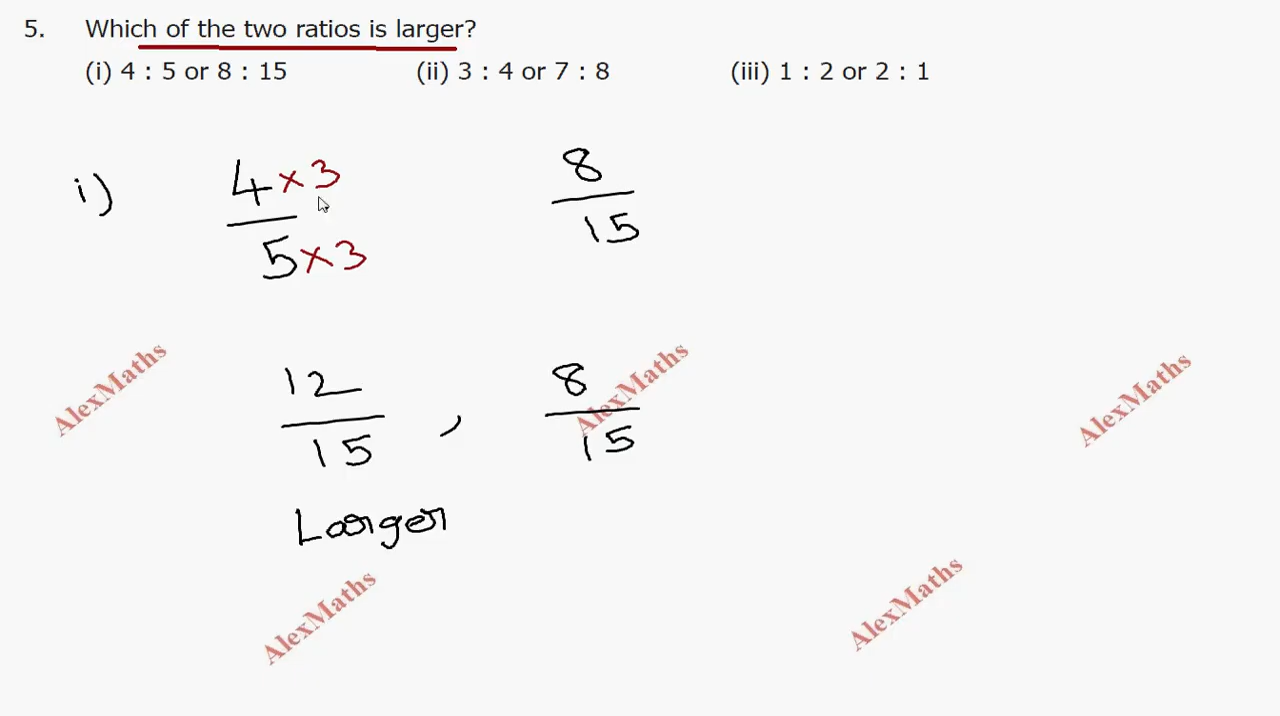 5. Which of the two ratios is larger?
(i) 4 : 5 or 8 : 15 (ii) 3 : 4 or 7 : 8 (iii) 1 : 2 or 2 : 1
i) 4 × 3 8
5 × 3 15
12 , 8
15 15
Larger
AlexMaths
AlexMaths
AlexMaths
AlexMaths
AlexMaths